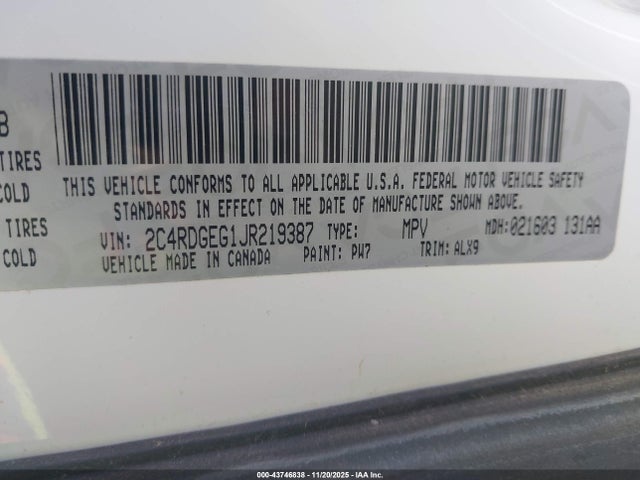 B
TIRES
COLD
TIRES
COLD
THIS VEHICLE CONFORMS TO ALL APPLICABLE U.S.A. FEDERAL MOTOR VEHICLE SAFETY
STANDARDS IN EFFECT ON THE DATE OF MANUFACTURE SHOWN ABOVE.
VIN: 2C4RDGEG1JR219387 TYPE: MPV MDH:021603 131AA
VEHICLE MADE IN CANADA PAINT: PW7 TRIM: ALX9
000-43746838 - 11/20/2025 - IAA Inc.